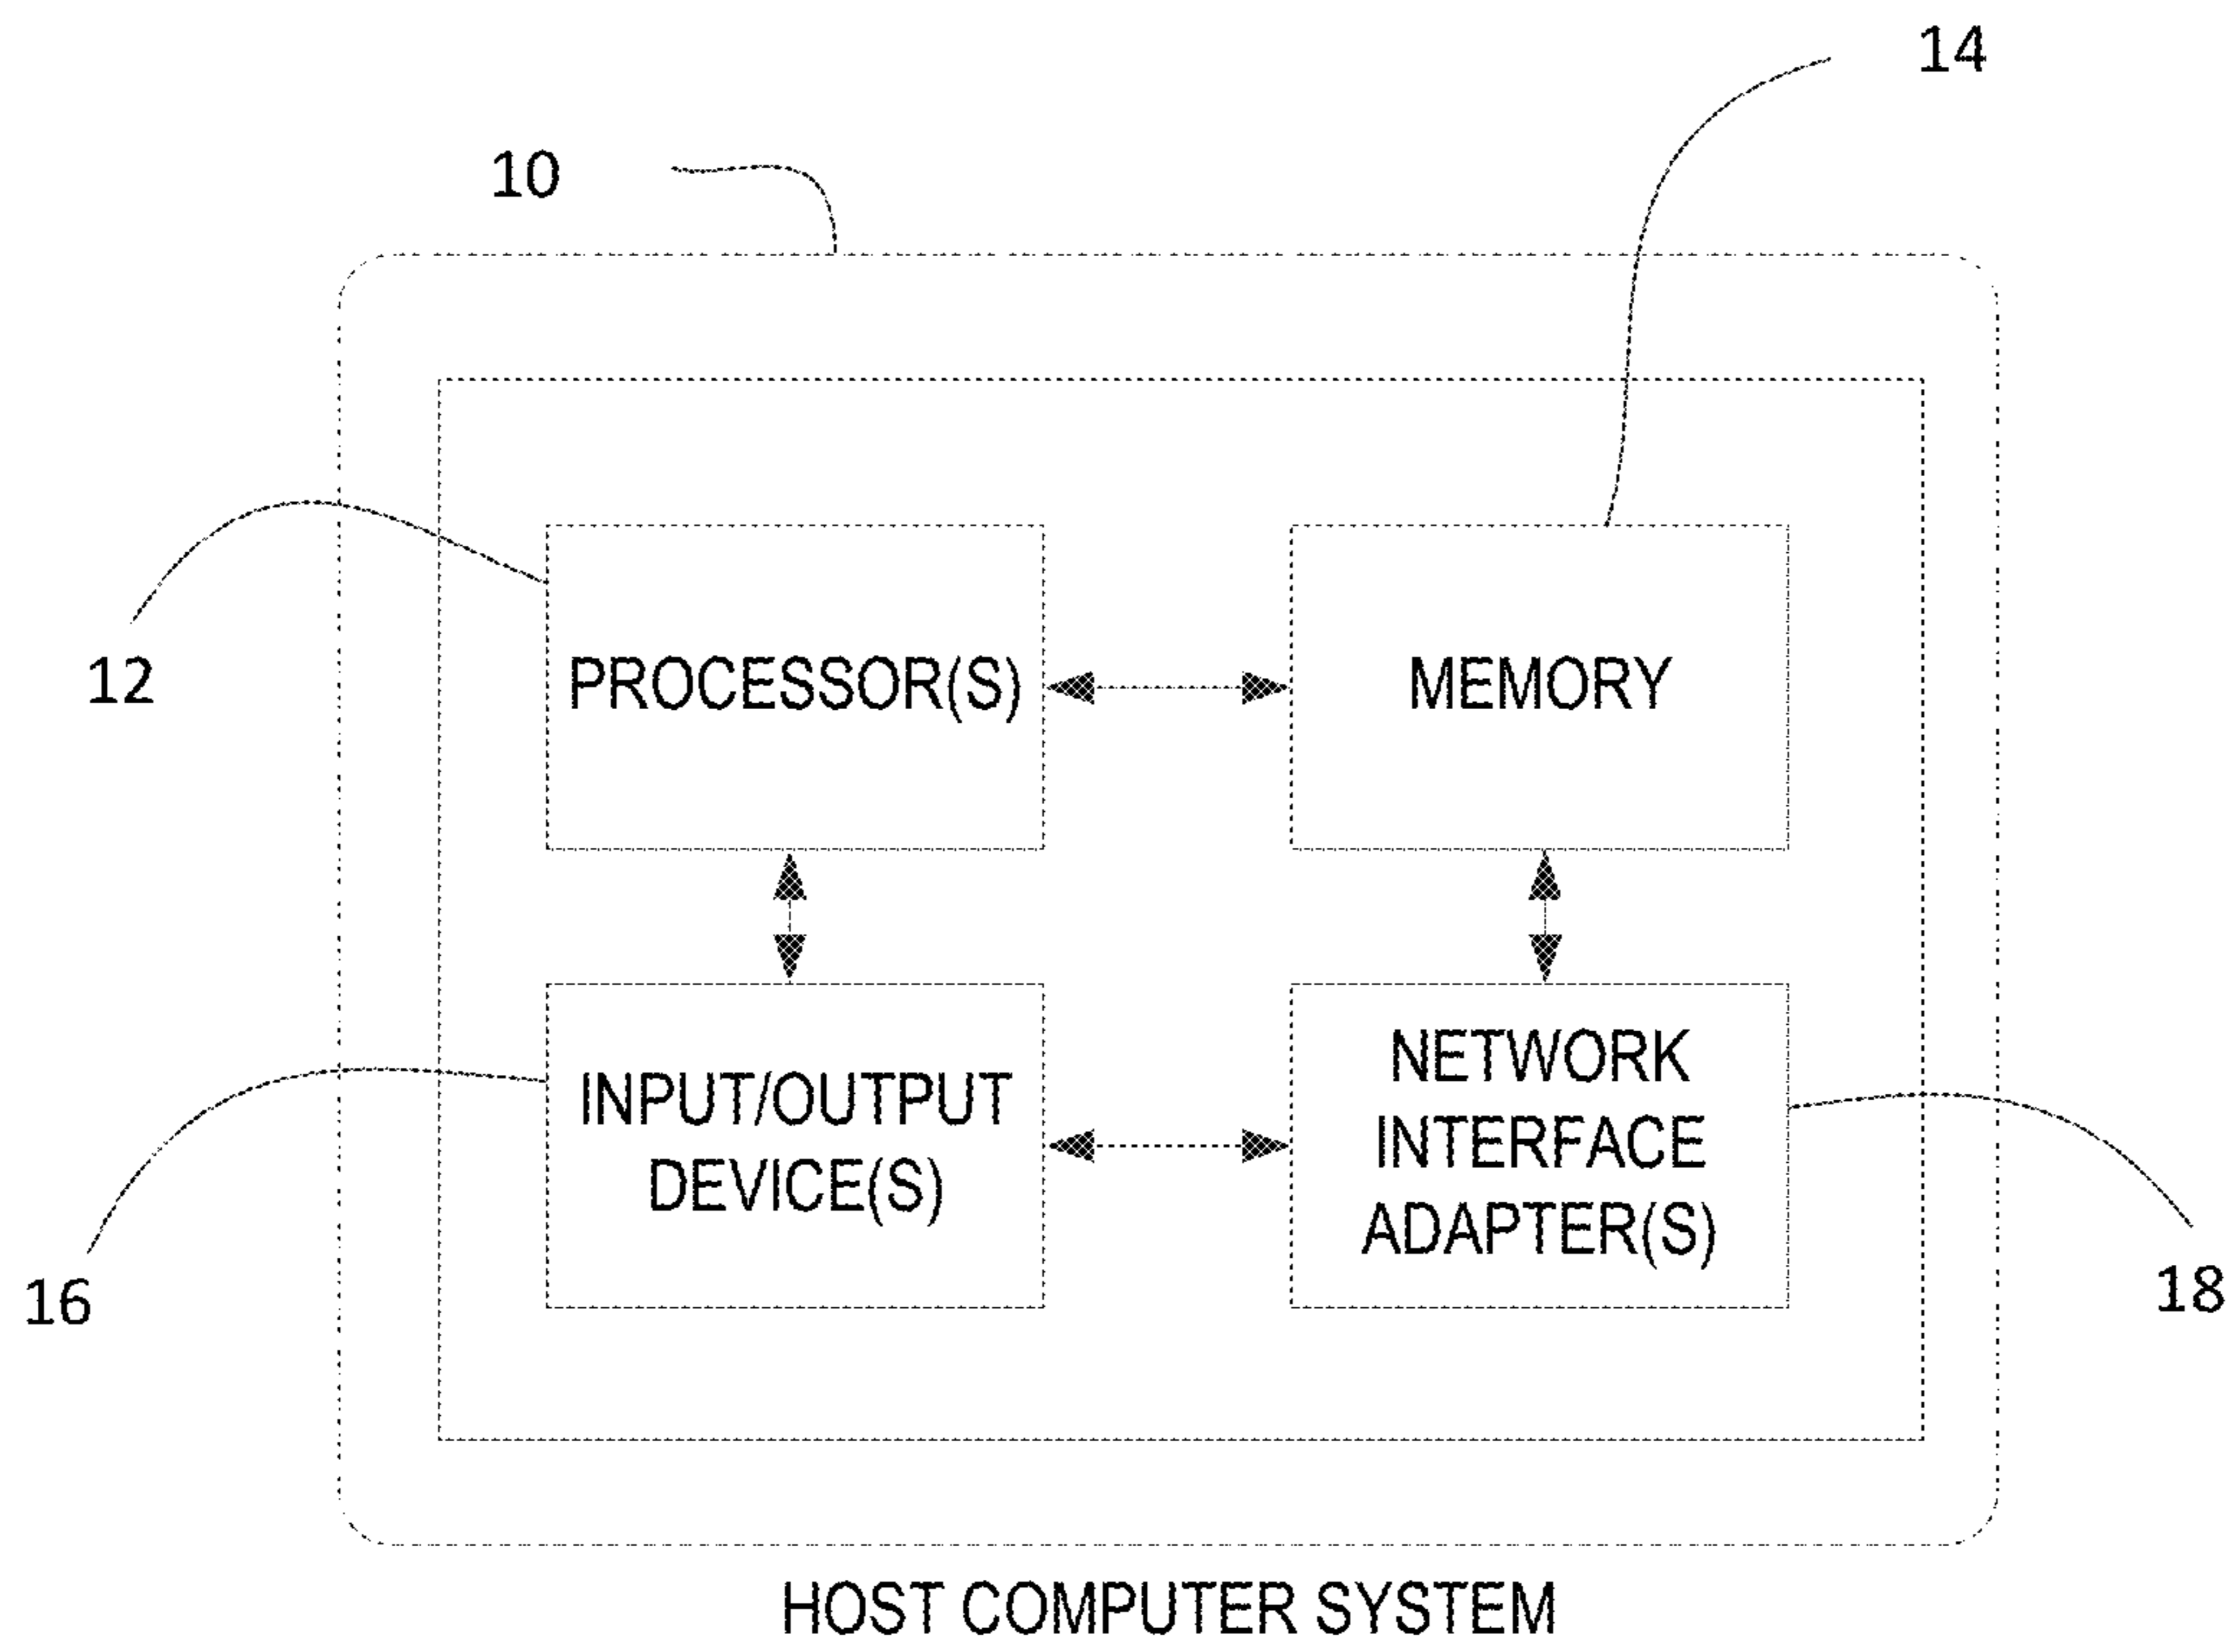 14
10
12
PROCESSOR(S)
MEMORY
INPUT/OUTPUT
DEVICE(S)
NETWORK
INTERFACE
ADAPTER(S)
16
18
HOST COMPUTER SYSTEM